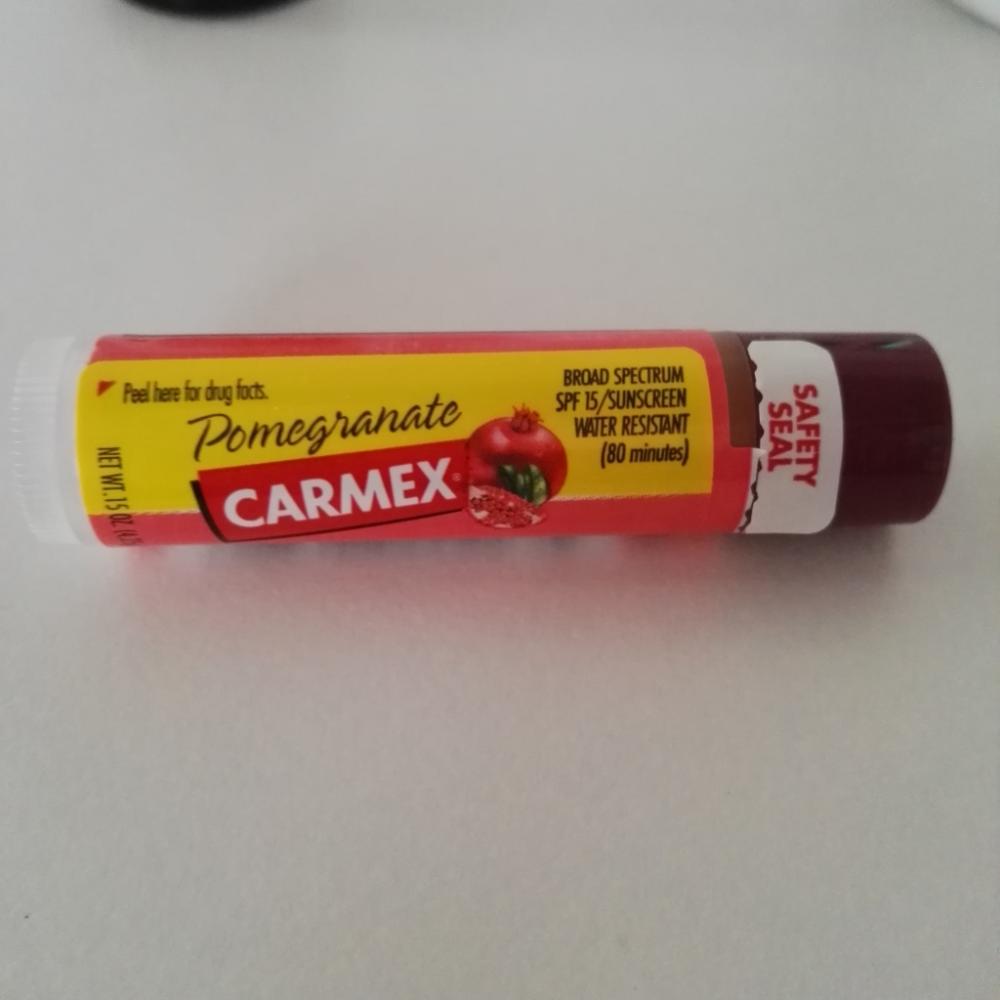 Peel here for drug facts.
Pomegranate
CARMEX®
BROAD SPECTRUM
SPF 15/SUNSCREEN
WATER RESISTANT
(80 minutes)
NET WT .15 OZ
SAFETY
SEAL